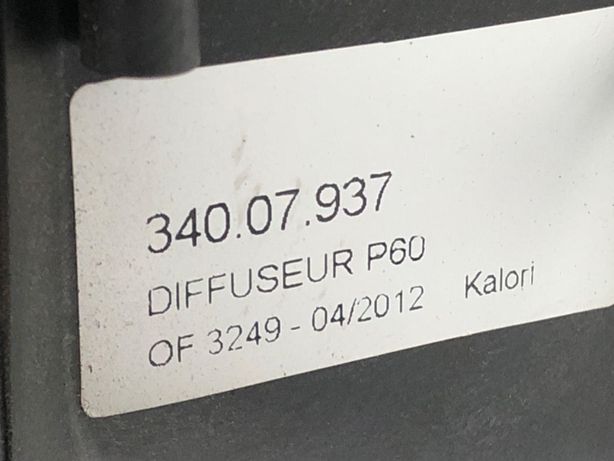 340.07.937
DIFFUSEUR P60
OF 3249 - 04/2012 Kalori